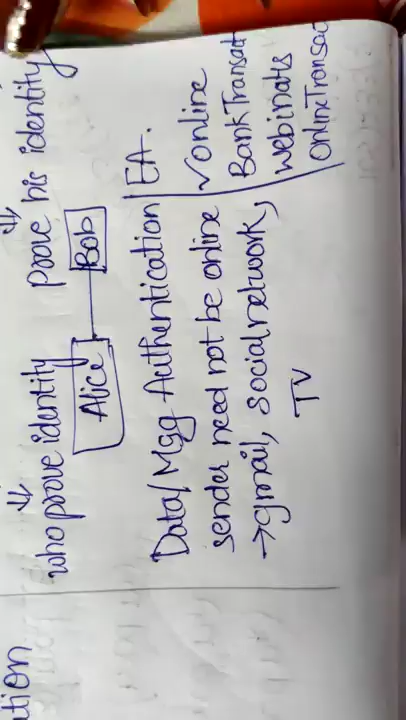 who prove identity prove his identity
Alice Bob
Data/Msg Authentication EA.
sender need not be online ✓online
→gmail, social network, Bank Transact
TV webinars
Online Transac
ation